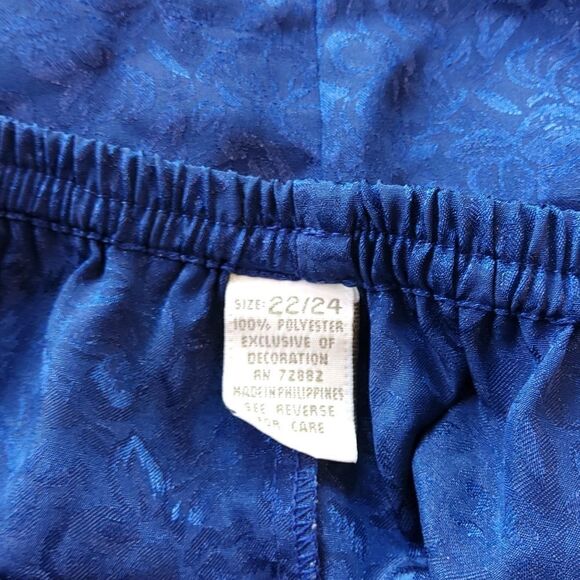 SIZE: 22/24
100% POLYESTER
EXCLUSIVE OF
DECORATION
RN 72882
MADE IN PHILIPPINES
SEE REVERSE
FOR CARE